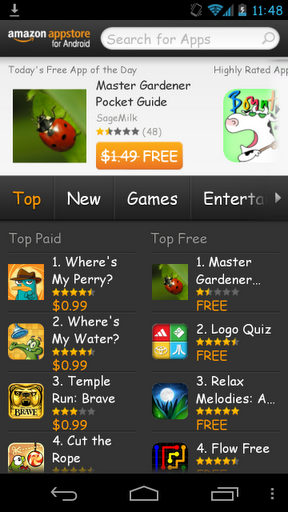 11:48
amazon appstore
for Android
Search for Apps
Today's Free App of the Day
Highly Rated App
Master Gardener
Pocket Guide
SageMilk
(48)
$1.49 FREE
Top
New
Games
Enterta
Top Paid
1. Where's
My Perry?
$0.99
2. Where's
My Water?
$0.99
3. Temple
Run: Brave
BRAVE
$0.99
4. Cut the
Rope
Top Free
1. Master
Gardener...
FREE
2. Logo Quiz
FREE
3. Relax
Melodies: A...
FREE
4. Flow Free